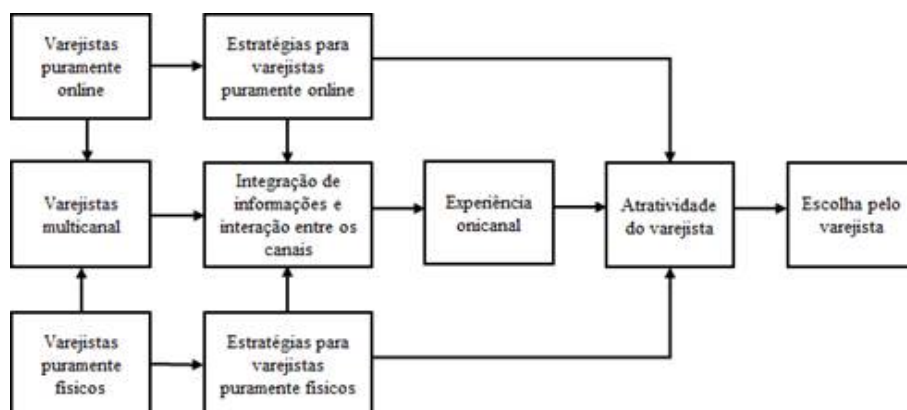 Varejistas
puramente
online
Estratégias para
varejistas
puramente online
Varejistas
multicanal
Integração de
informações e
interação entre os
canais
Experiência
onicanal
Atratividade
do varejista
Escolha pelo
varejista
Varejistas
puramente
físicos
Estratégias para
varejistas
puramente físicos